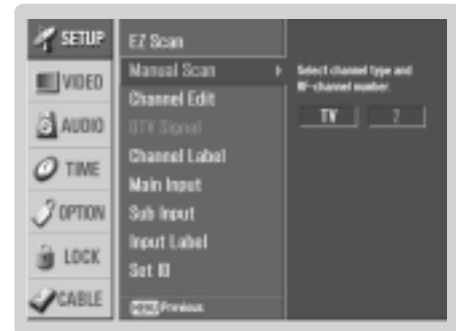 SETUP
VIDEO
AUDIO
TIME
OPTION
LOCK
CABLE
EZ Scan
Manual Scan
Channel Edit
DTV Signal
Channel Label
Main Input
Sub Input
Input Label
Set ID
MENU Previous
Select channel type and
RF-channel number.
TV 2